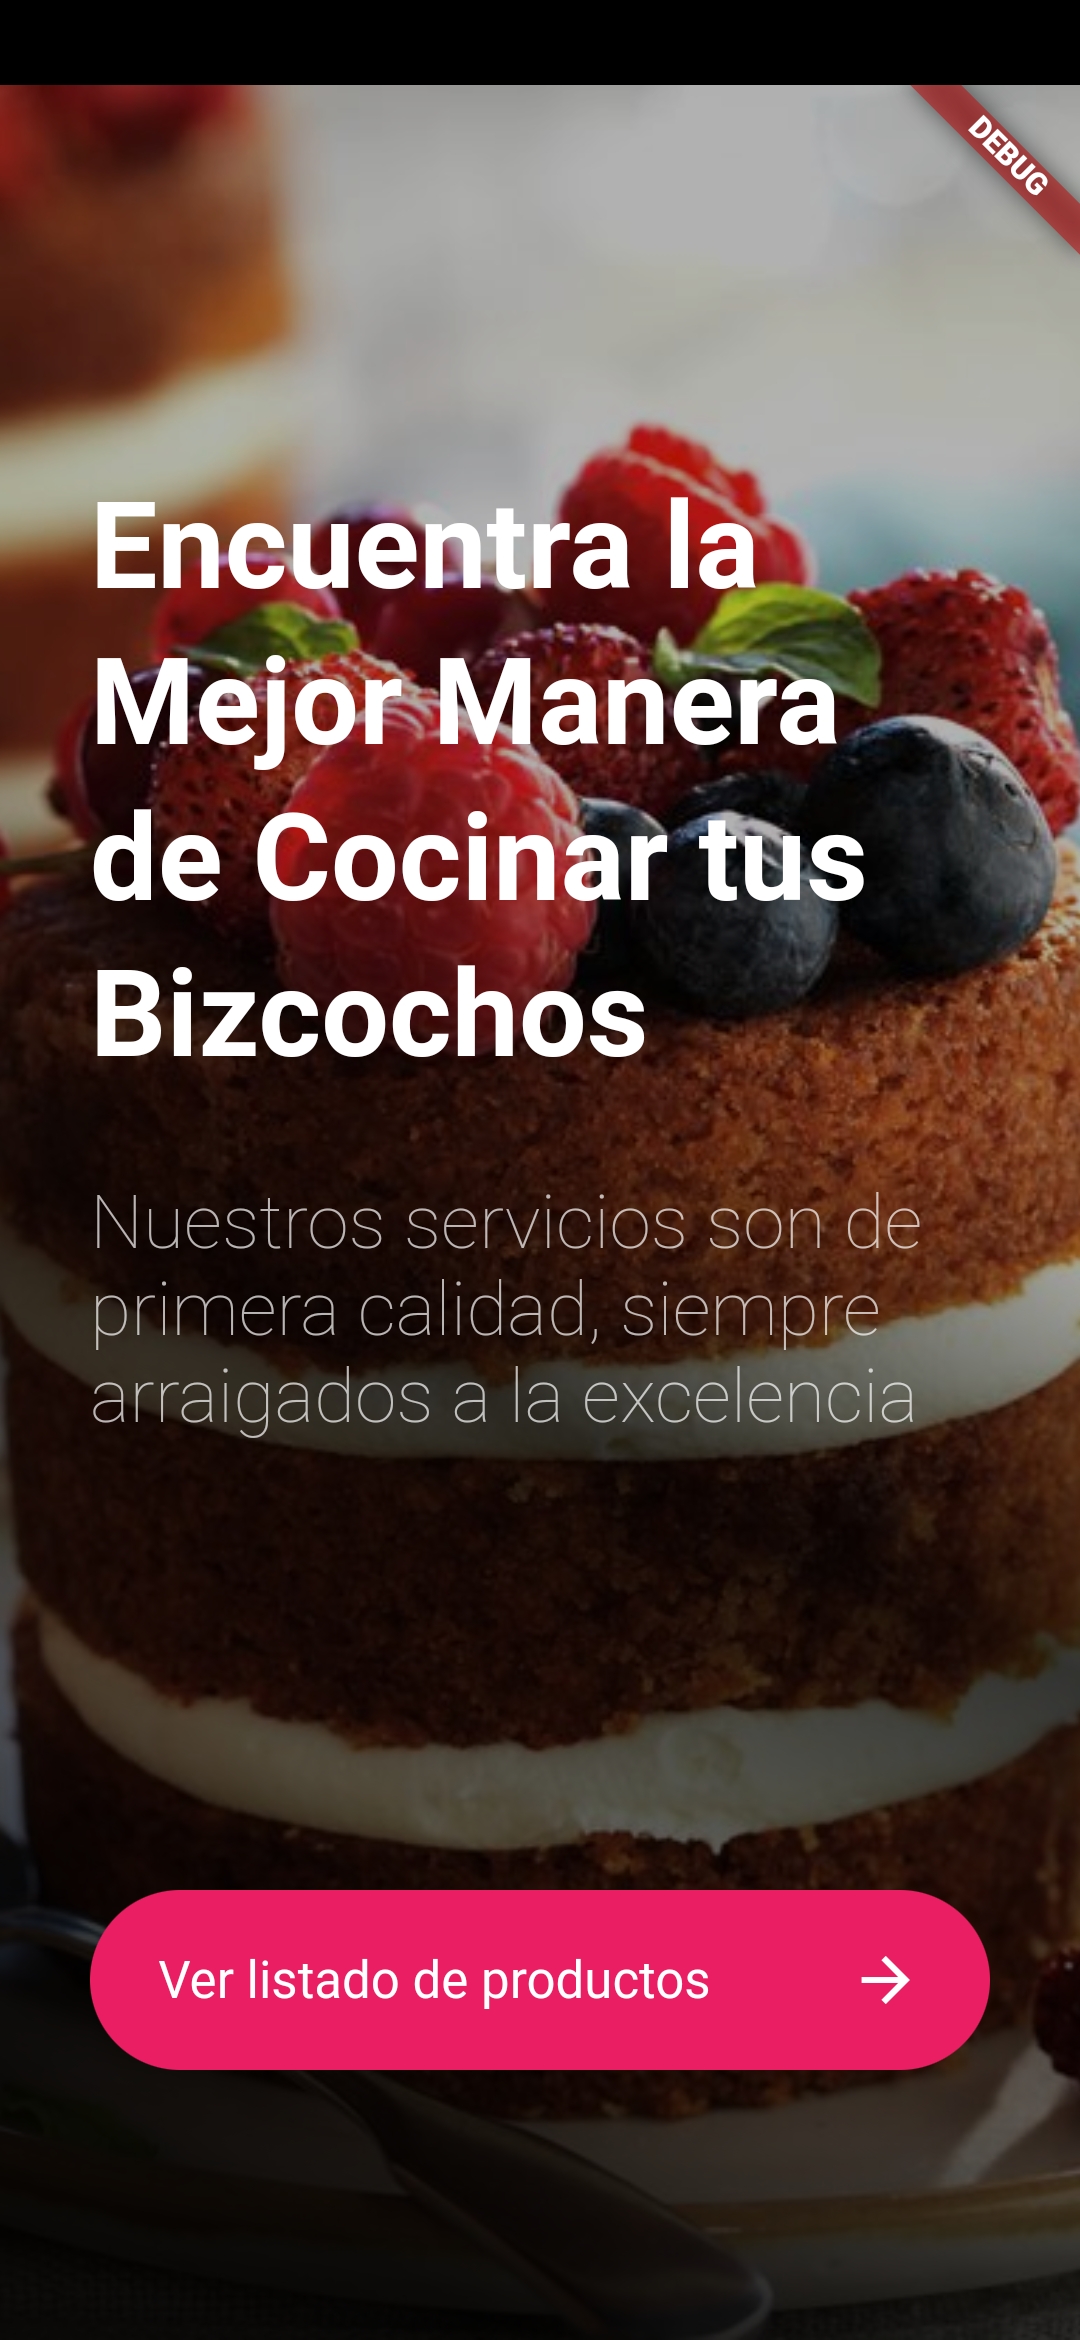 DEBUG
Encuentra la
Mejor Manera
de Cocinar tus
Bizcochos
Nuestros servicios son de
primera calidad, siempre
arraigados a la excelencia
Ver listado de productos